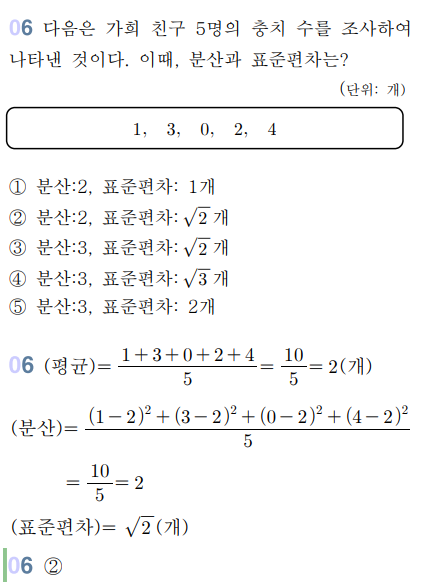 06 다음은 가희 친구 5명의 충치 수를 조사하여
나타낸 것이다. 이때, 분산과 표준편차는?
(단위: 개)
1, 3, 0, 2, 4
① 분산:2, 표준편차: 1개
② 분산:2, 표준편차: √2 개
③ 분산:3, 표준편차: √2 개
④ 분산:3, 표준편차: √3 개
⑤ 분산:3, 표준편차: 2개
06 (평균)= (1+3+0+2+4)/5 = 10/5 = 2(개)
(분산)= ((1-2)²+(3-2)²+(0-2)²+(4-2)²)/5
= 10/5 = 2
(표준편차)= √2 (개)
06 ②